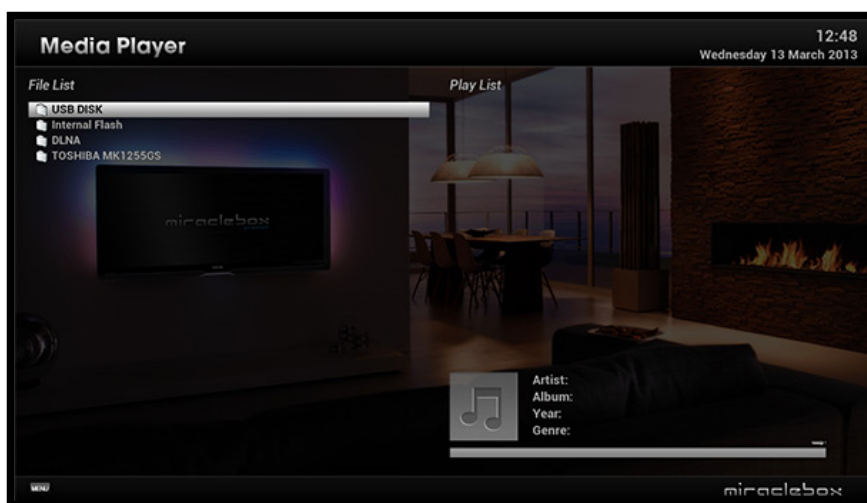 Media Player
12:48
Wednesday 13 March 2013
File List
USB DISK
Internal Flash
DLNA
TOSHIBA MK1255GS
Play List
miraclebox
Artist:
Album:
Year:
Genre:
MENU
miraclebox